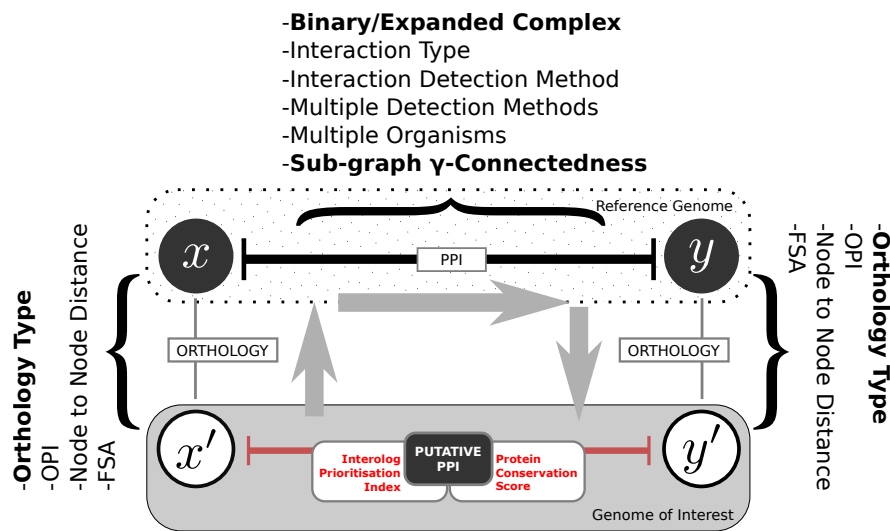 -Binary/Expanded Complex
-Interaction Type
-Interaction Detection Method
-Multiple Detection Methods
-Multiple Organisms
-Sub-graph γ-Connectedness
Reference Genome
x
PPI
y
-Orthology Type
-OPI
-Node to Node Distance
-FSA
ORTHOLOGY
ORTHOLOGY
-Orthology Type
-OPI
-Node to Node Distance
-FSA
x′
Interolog
Prioritisation
Index
PUTATIVE
PPI
Protein
Conservation
Score
y′
Genome of Interest